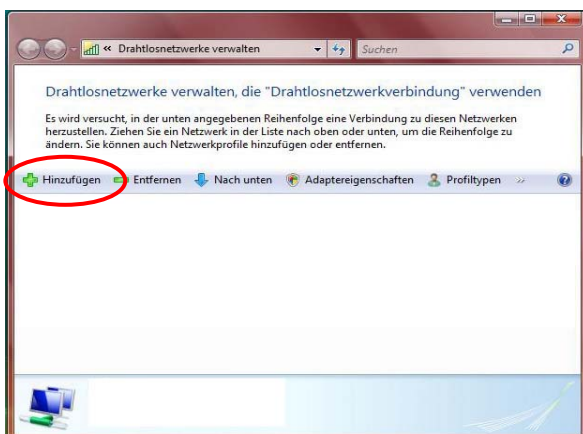 « Drahtlosnetzwerke verwalten
Suchen
Drahtlosnetzwerke verwalten, die "Drahtlosnetzwerkverbindung" verwenden
Es wird versucht, in der unten angegebenen Reihenfolge eine Verbindung zu diesen Netzwerken
herzustellen. Ziehen Sie ein Netzwerk in der Liste nach oben oder unten, um die Reihenfolge zu
ändern. Sie können auch Netzwerkprofile hinzufügen oder entfernen.
Hinzufügen Entfernen Nach unten Adaptereigenschaften Profiltypen »